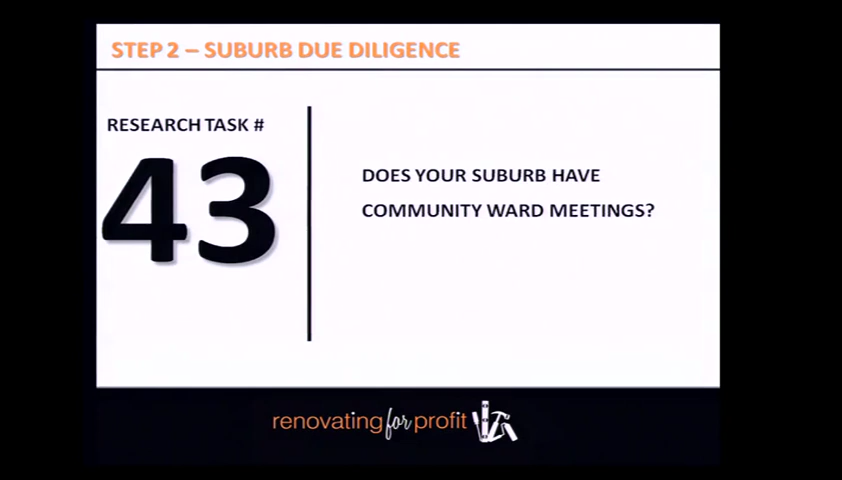 STEP 2 – SUBURB DUE DILIGENCE
RESEARCH TASK #
43
DOES YOUR SUBURB HAVE
COMMUNITY WARD MEETINGS?
renovating for profit